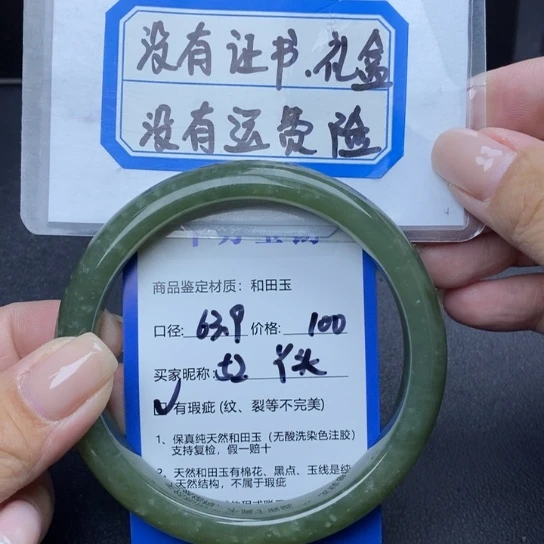 没有证书.礼盒
没有运费险
商品鉴定材质：和田玉
口径：63.9 价格：100
买家昵称：丫头
有瑕疵 (纹、裂等不完美)
1、保真纯天然和田玉（无酸洗染色注胶）
支持复检，假一赔十
2、天然和田玉有棉花、黑点、玉线是纯
天然结构，不属于瑕疵